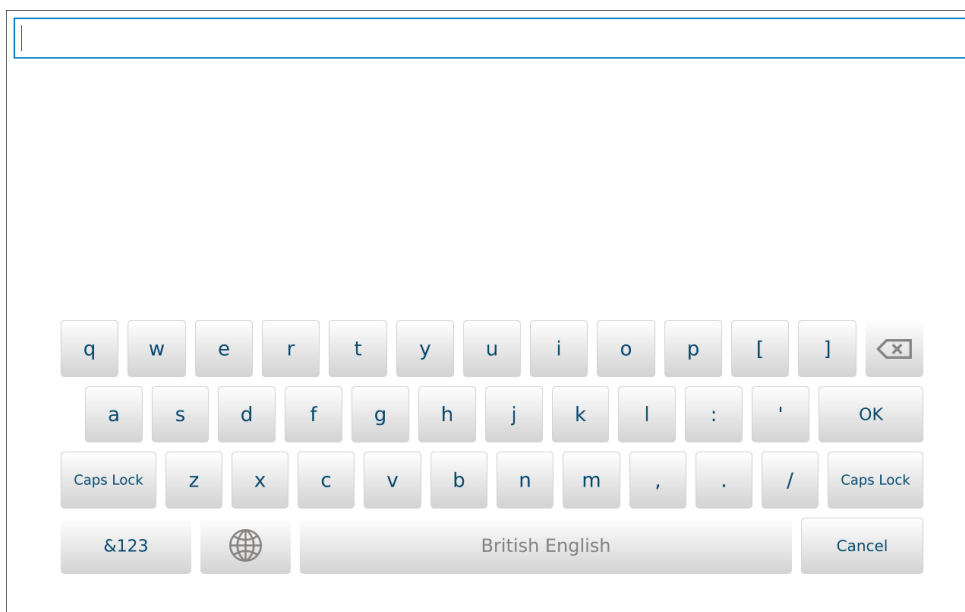 q w e r t y u i o p [ ]
a s d f g h j k l : ' OK
Caps Lock z x c v b n m , . / Caps Lock
&123 British English Cancel